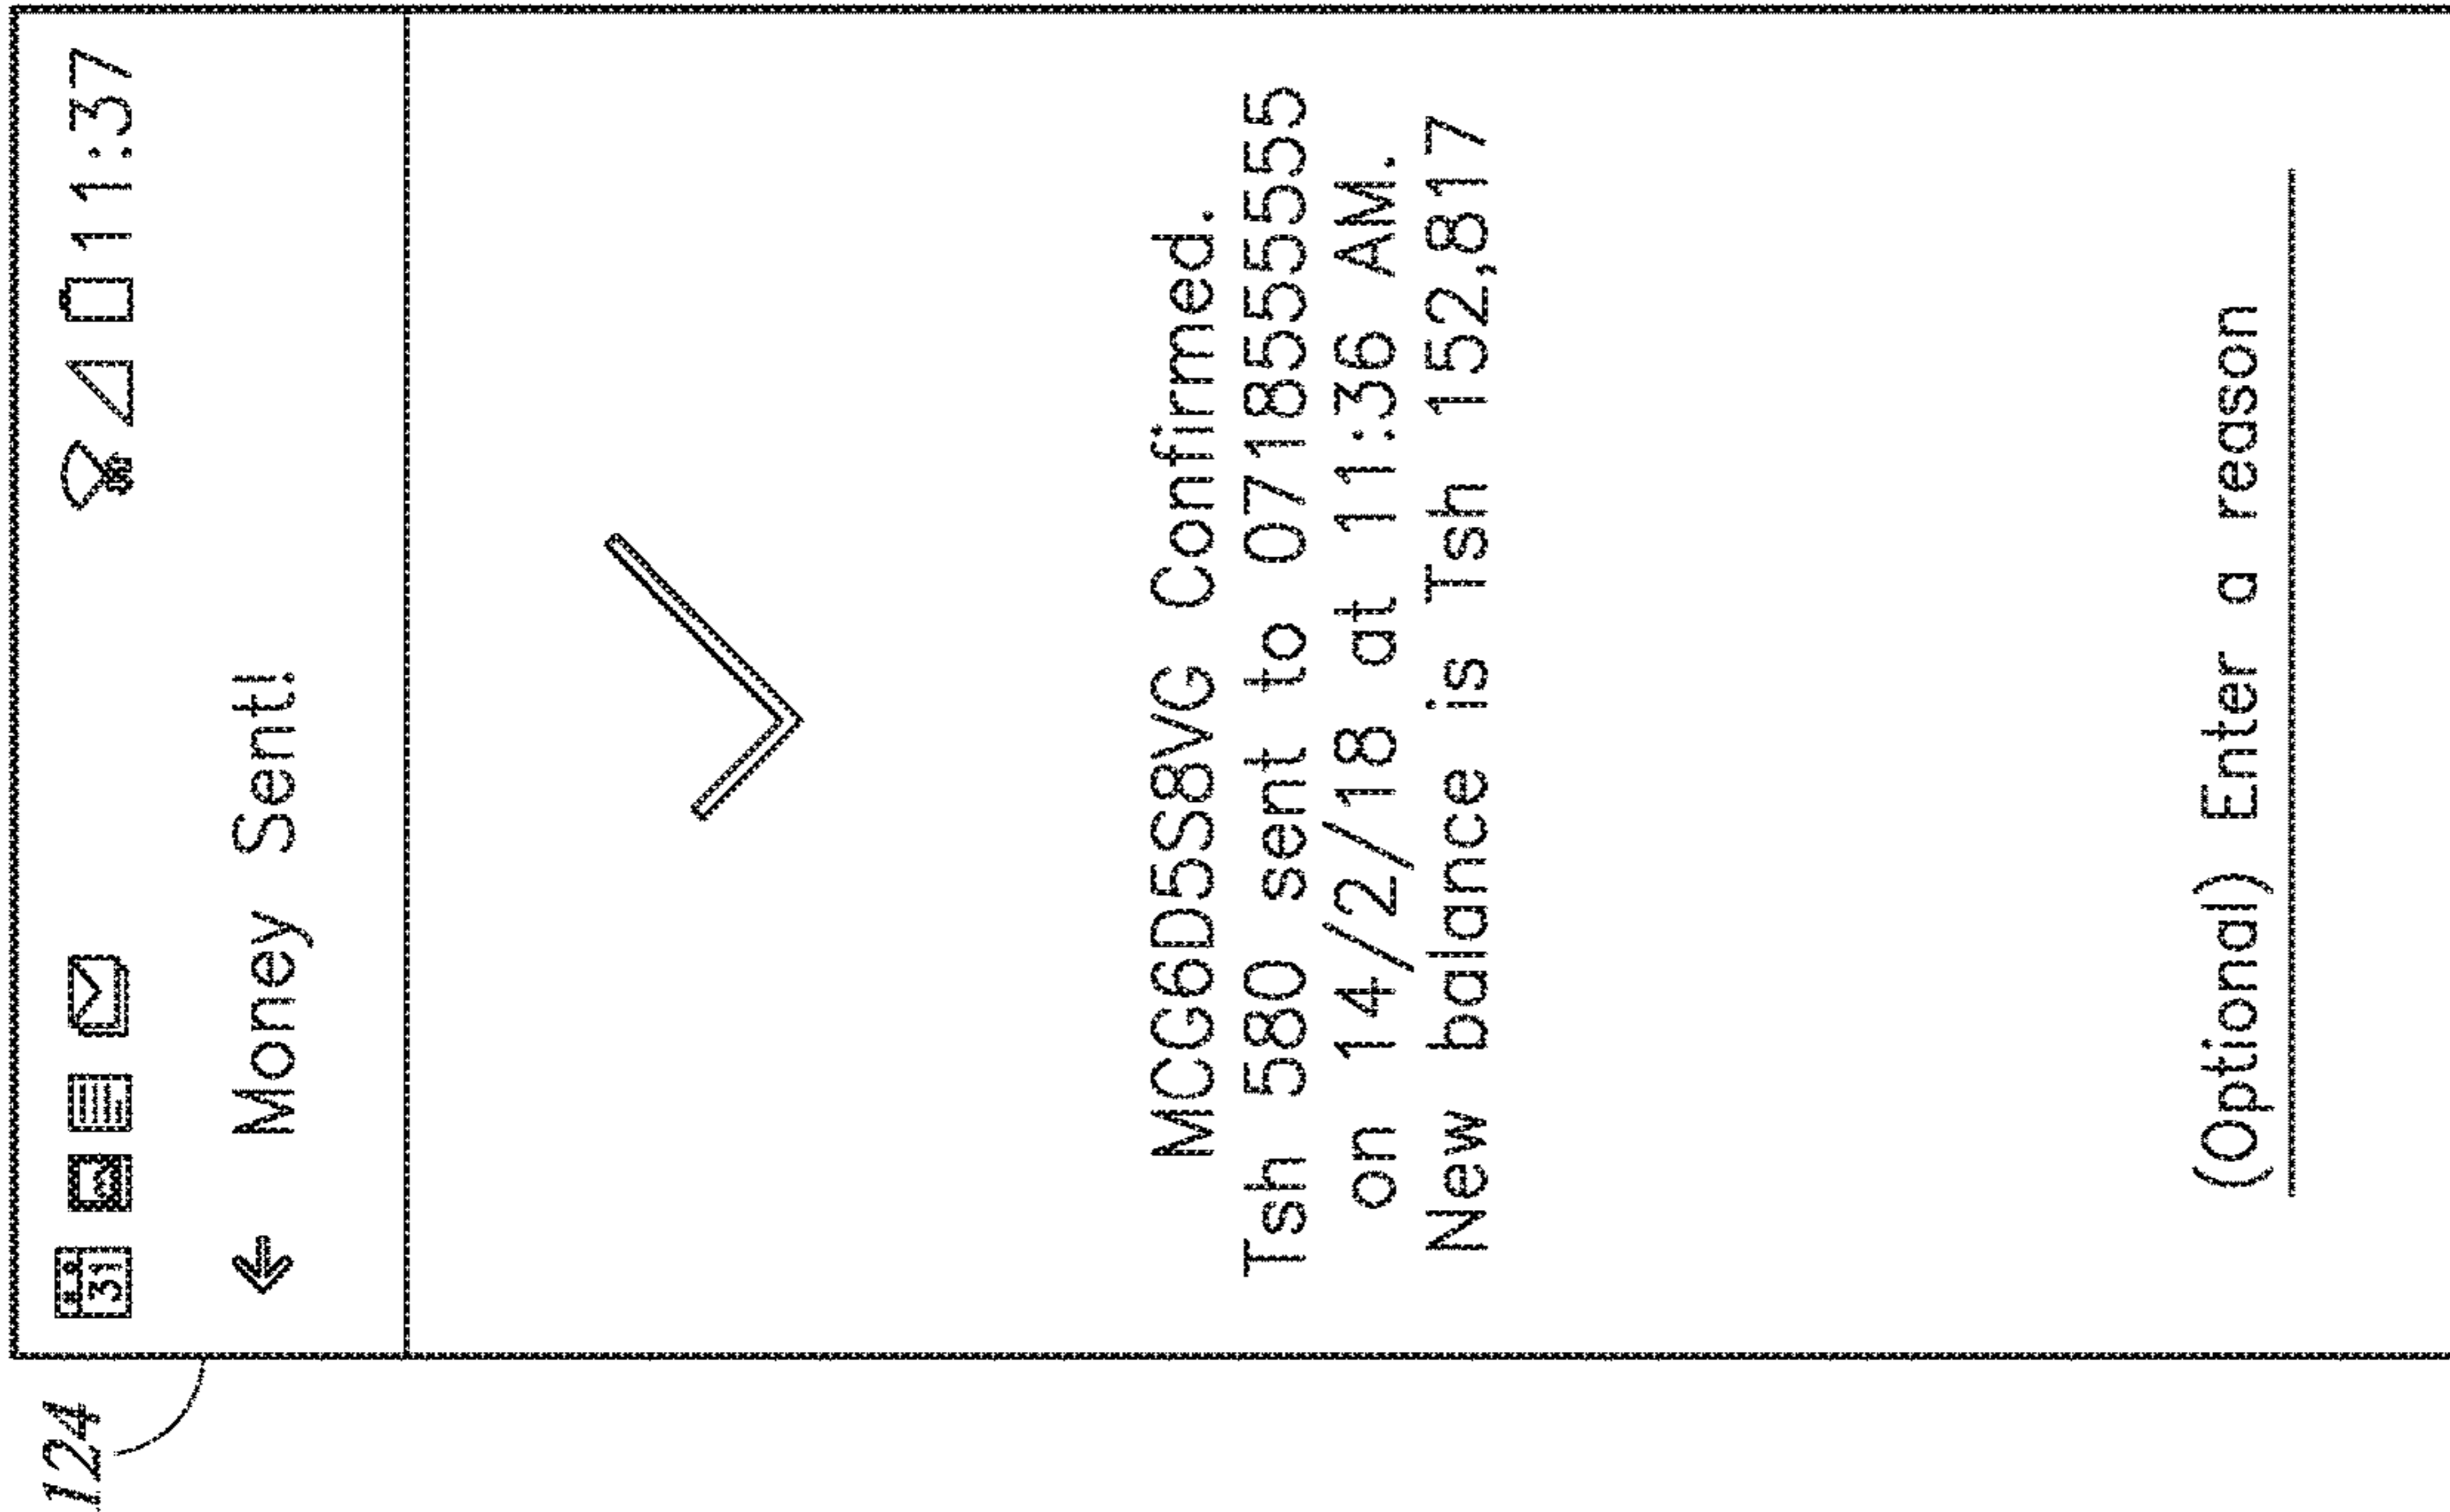 124
31 11:37
Money Sent!
MCG6D5S8VG Confirmed.
Tsh 580 sent to 0718555555
on 14/2/18 at 11:36 AM.
New balance is Tsh 152,817
(Optional) Enter a reason